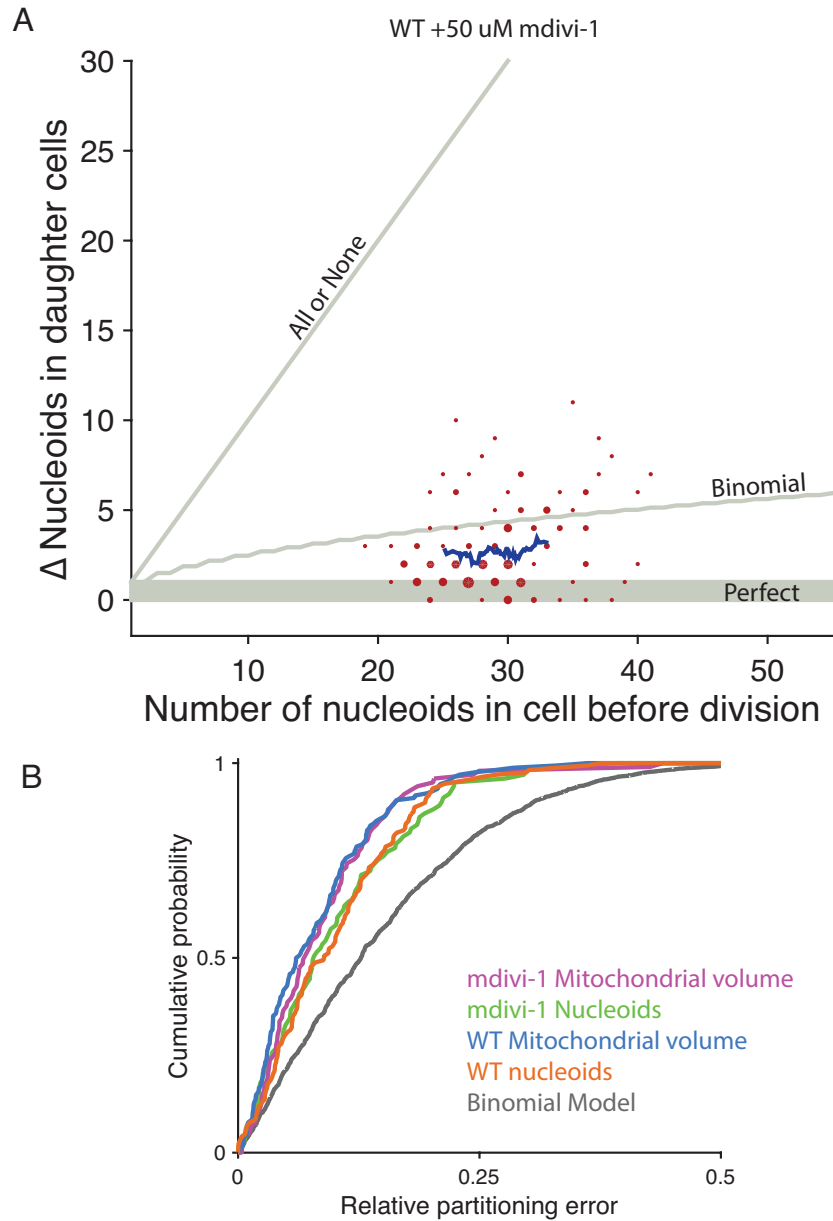 A
WT +50 uM mdivi-1
30
25
20
15
10
5
0
Δ Nucleoids in daughter cells
All or None
Binomial
Perfect
10 20 30 40 50
Number of nucleoids in cell before division
B
1
0.5
0
Cumulative probability
mdivi-1 Mitochondrial volume
mdivi-1 Nucleoids
WT Mitochondrial volume
WT nucleoids
Binomial Model
0 0.25 0.5
Relative partitioning error